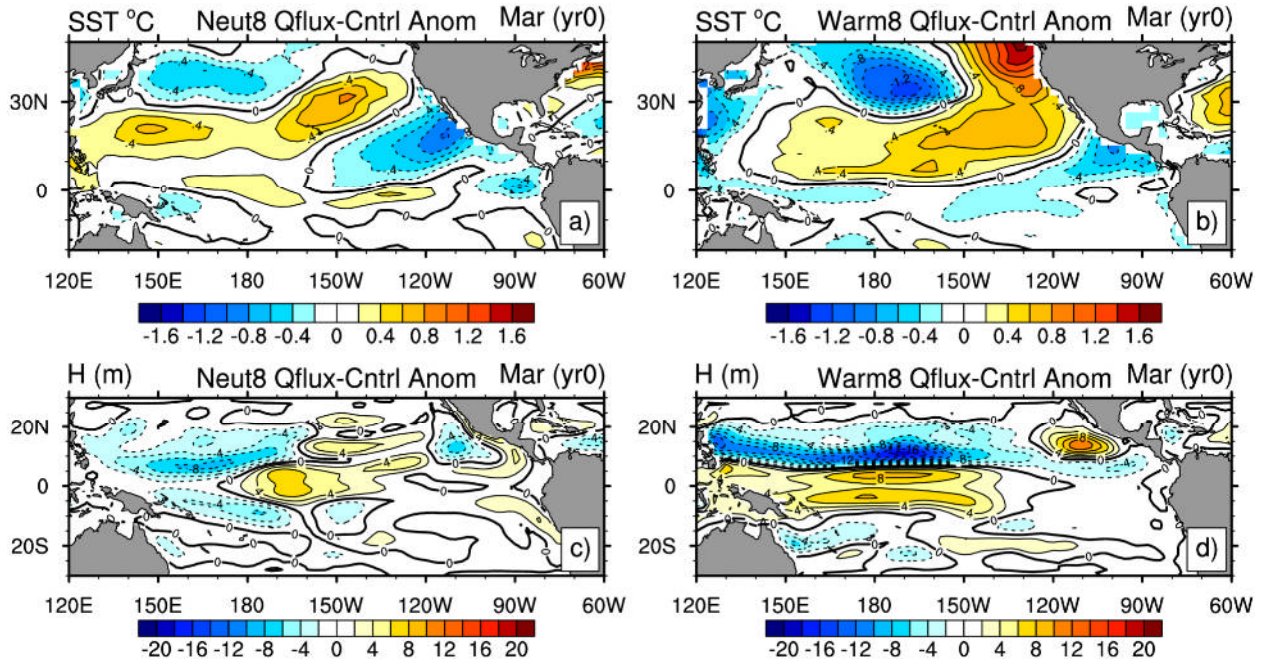 SST °C Neut8 Qflux-Cntrl Anom Mar (yr0)
30N
0
a)
120E 150E 180 150W 120W 90W 60W
-1.6 -1.2 -0.8 -0.4 0 0.4 0.8 1.2 1.6
SST °C Warm8 Qflux-Cntrl Anom Mar (yr0)
30N
0
b)
120E 150E 180 150W 120W 90W 60W
-1.6 -1.2 -0.8 -0.4 0 0.4 0.8 1.2 1.6
H (m) Neut8 Qflux-Cntrl Anom Mar (yr0)
20N
0
20S
c)
120E 150E 180 150W 120W 90W 60W
-20 -16 -12 -8 -4 0 4 8 12 16 20
H (m) Warm8 Qflux-Cntrl Anom Mar (yr0)
20N
0
20S
d)
120E 150E 180 150W 120W 90W 60W
-20 -16 -12 -8 -4 0 4 8 12 16 20